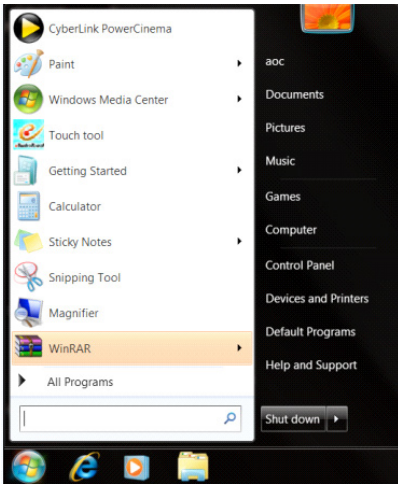 CyberLink PowerCinema
Paint
Windows Media Center
Touch tool
Getting Started
Calculator
Sticky Notes
Snipping Tool
Magnifier
WinRAR
All Programs
aoc
Documents
Pictures
Music
Games
Computer
Control Panel
Devices and Printers
Default Programs
Help and Support
Shut down